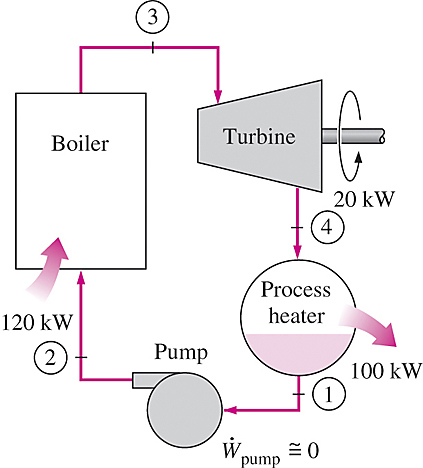 3
Boiler
Turbine
20 kW
4
Process
heater
120 kW
100 kW
2
Pump
1
Ẇpump ≅ 0